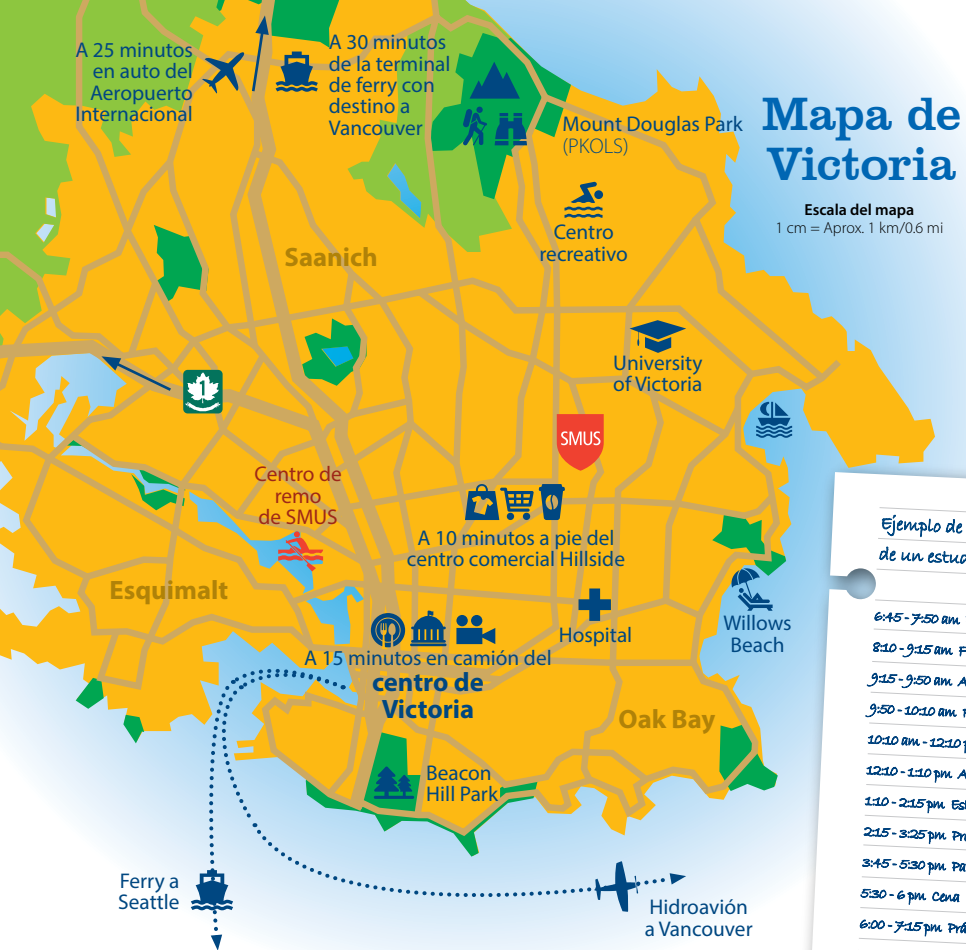 Mapa de
Victoria
Escala del mapa
1 cm = Aprox. 1 km/0.6 mi
A 25 minutos
en auto del
Aeropuerto
Internacional
A 30 minutos
de la terminal
de ferry con
destino a
Vancouver
Mount Douglas Park
(PKOLS)
Centro
recreativo
Saanich
University
of Victoria
1
SMUS
Centro de
remo
de SMUS
A 10 minutos a pie del
centro comercial Hillside
Esquimalt
Hospital
Willows
Beach
A 15 minutos en camión del
centro de
Victoria
Oak Bay
Beacon
Hill Park
Ferry a
Seattle
Hidroavión
a Vancouver
Ejemplo de
de un
6:45 - 7:50 am
8:10 - 9:15 am
9:15 - 9:50 am
9:50 - 10:10 am
10:10 am - 12:10
12:10 - 1:10 pm
1:10 - 2:15 pm
2:15 - 3:25 pm
3:45 - 5:30 pm
5:30 - 6 pm Cena
6:00 - 7:15 pm